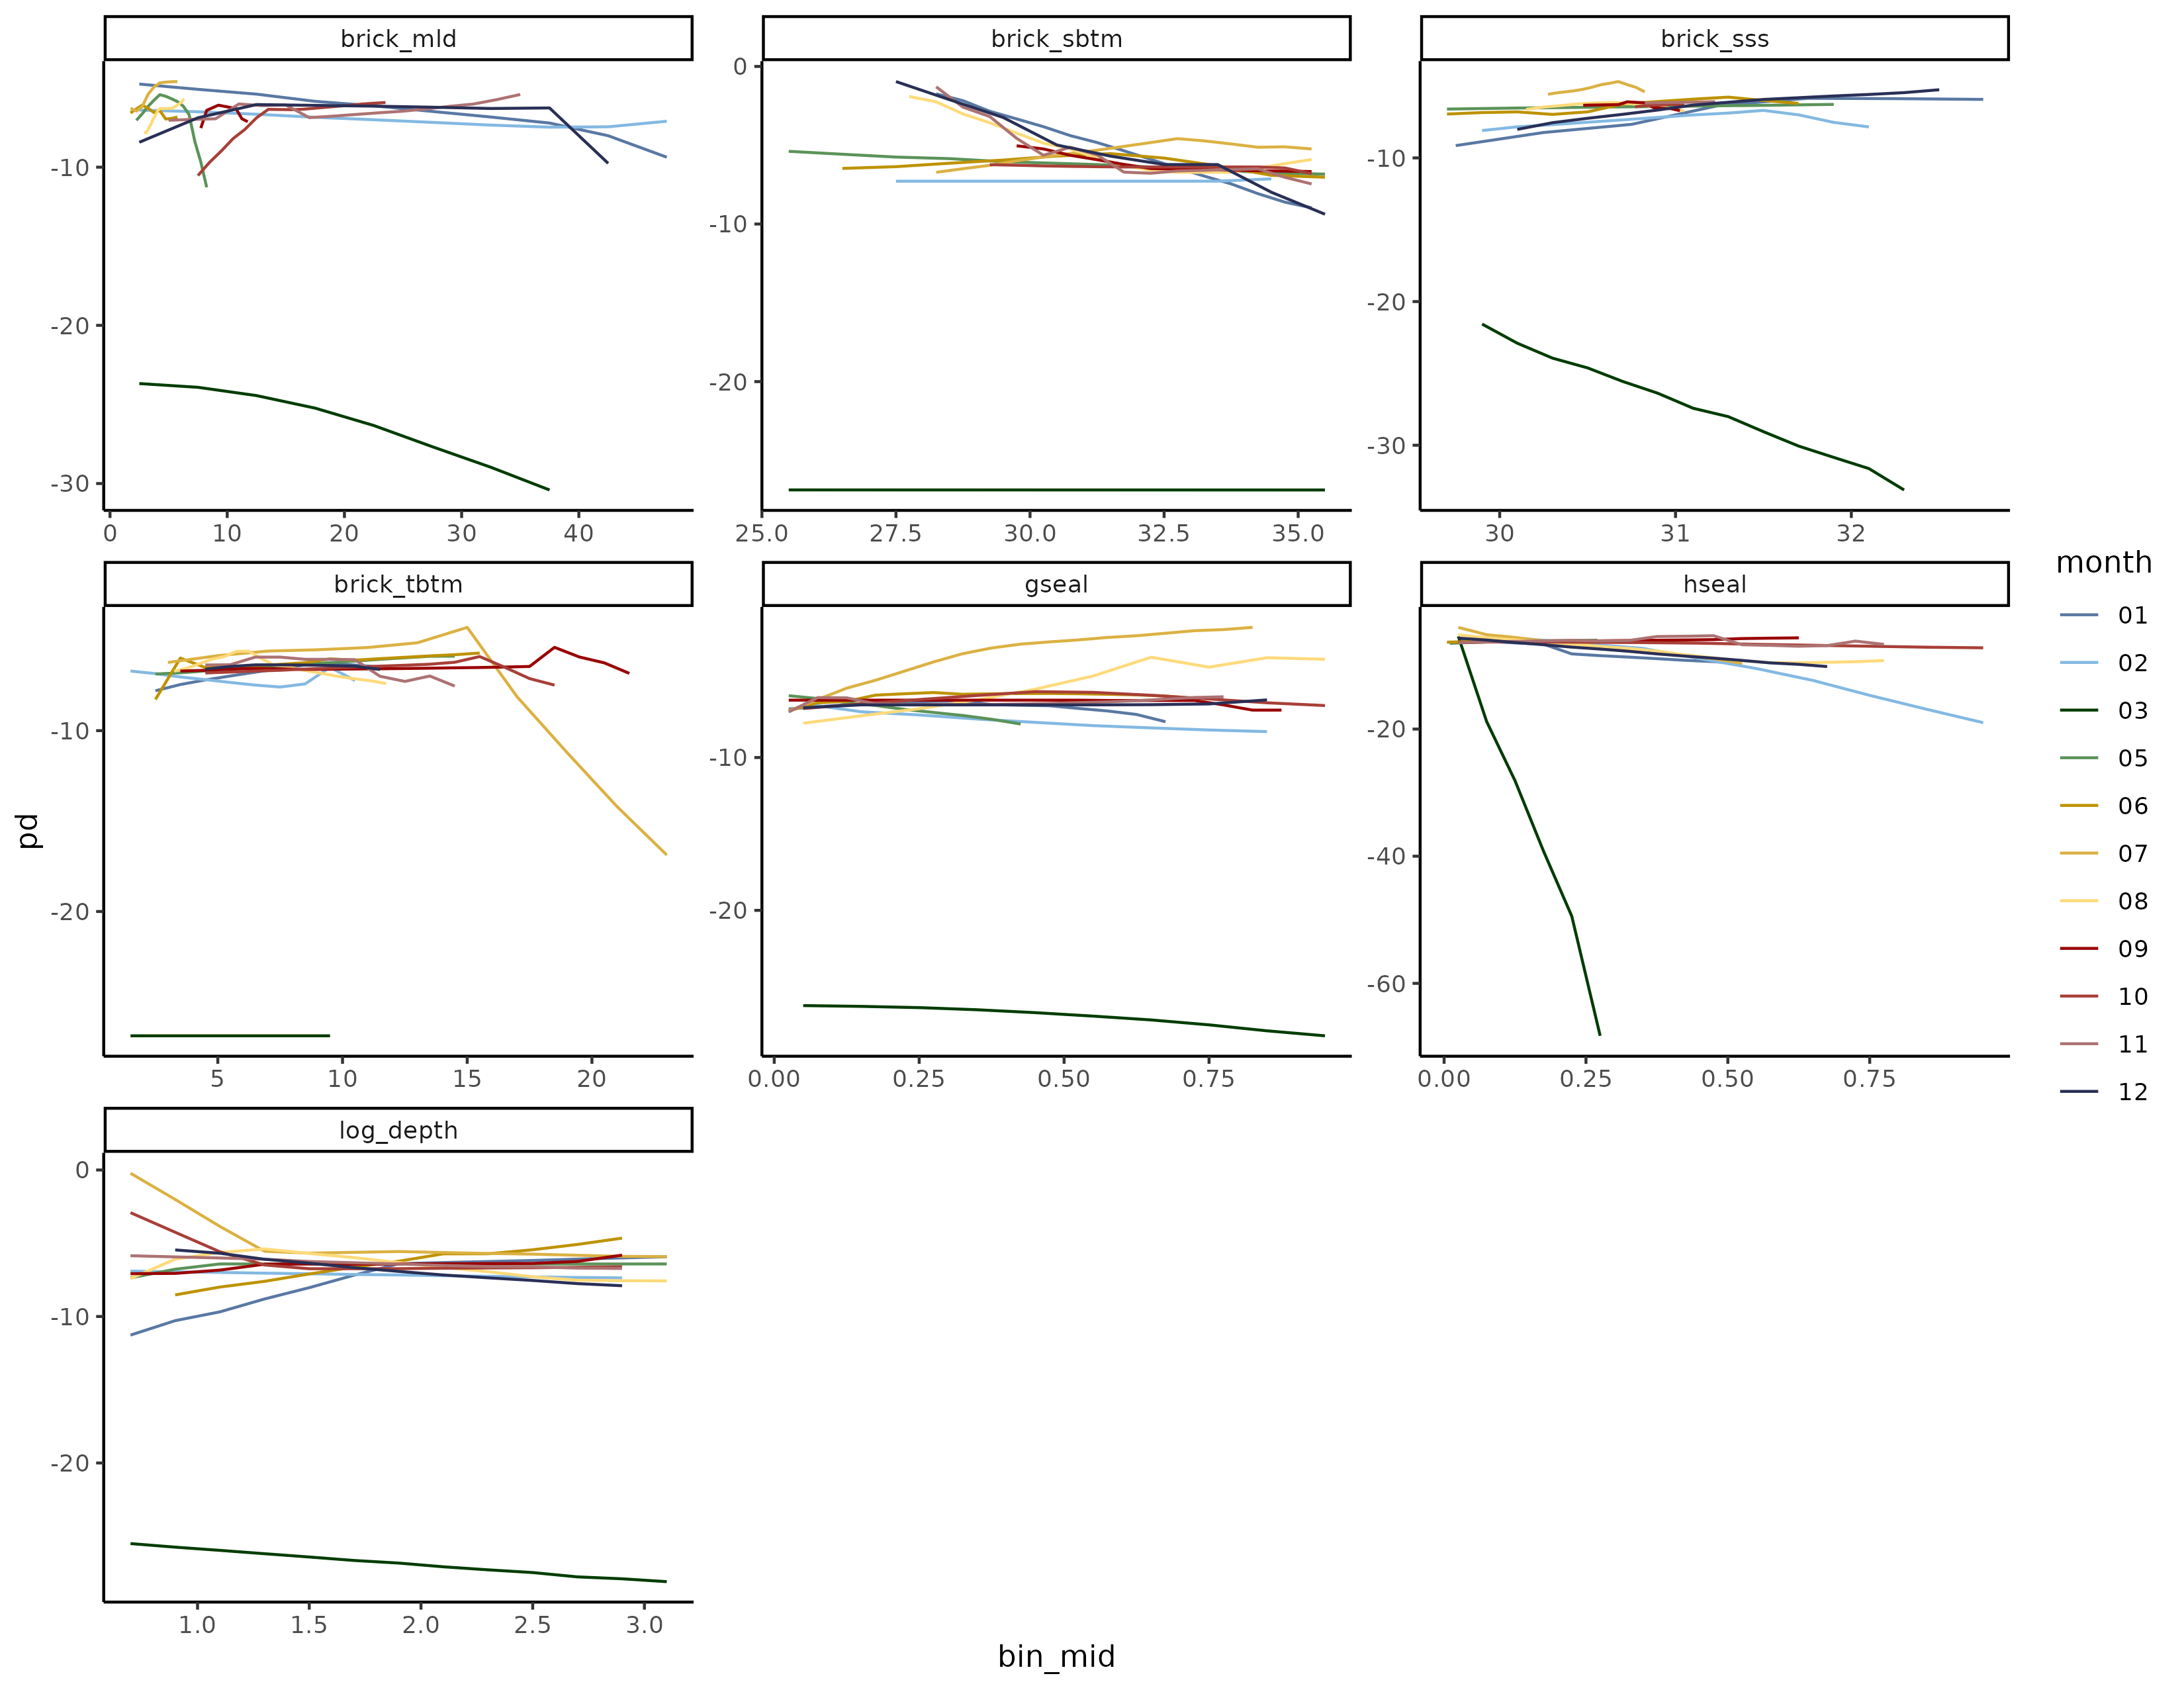 brick_mld brick_sbtm brick_sss
0
-10 -10 -10
-20 -20 -20
-30 -30
0 10 20 30 40 25.0 27.5 30.0 32.5 35.0 30 31 32
brick_tbtm gseal hseal
-10 -10 -20
-20 -20 -40
-60
5 10 15 20 0.00 0.25 0.50 0.75 0.00 0.25 0.50 0.75
log_depth
0
-10
-20
1.0 1.5 2.0 2.5 3.0
pd
bin_mid
month
01
02
03
05
06
07
08
09
10
11
12